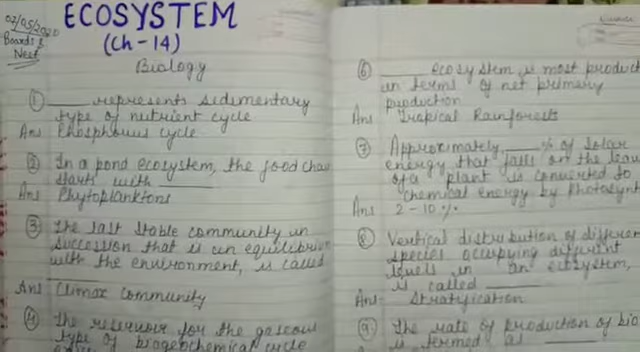 02/05/2020
Boards &
Neet
ECOSYSTEM
(Ch-14)
Biology
① ____ represents sedimentary
type of nutrient cycle
Ans Phosphorus cycle
② In a pond ecosystem, the food chain
starts with ____
Ans Phytoplanktons
③ The last stable community in
succession that is in equilibrium
with the environment, is called
____
Ans Climax community
④ The reservoir for the gaseous
type of biogeochemical cycle
⑥ ____ ecosystem is most product
in terms of net primary
production
Ans Tropical Rainforests
⑦ Approximately ____ % of solar
energy that falls on the leav
of a plant is converted to
chemical energy by Photosynt
Ans 2-10%
⑧ Vertical distribution of differen
species occupying different
levels in an ecosystem,
is called ____
Ans- Stratification
⑨ The rate of production of bio
is termed as ____